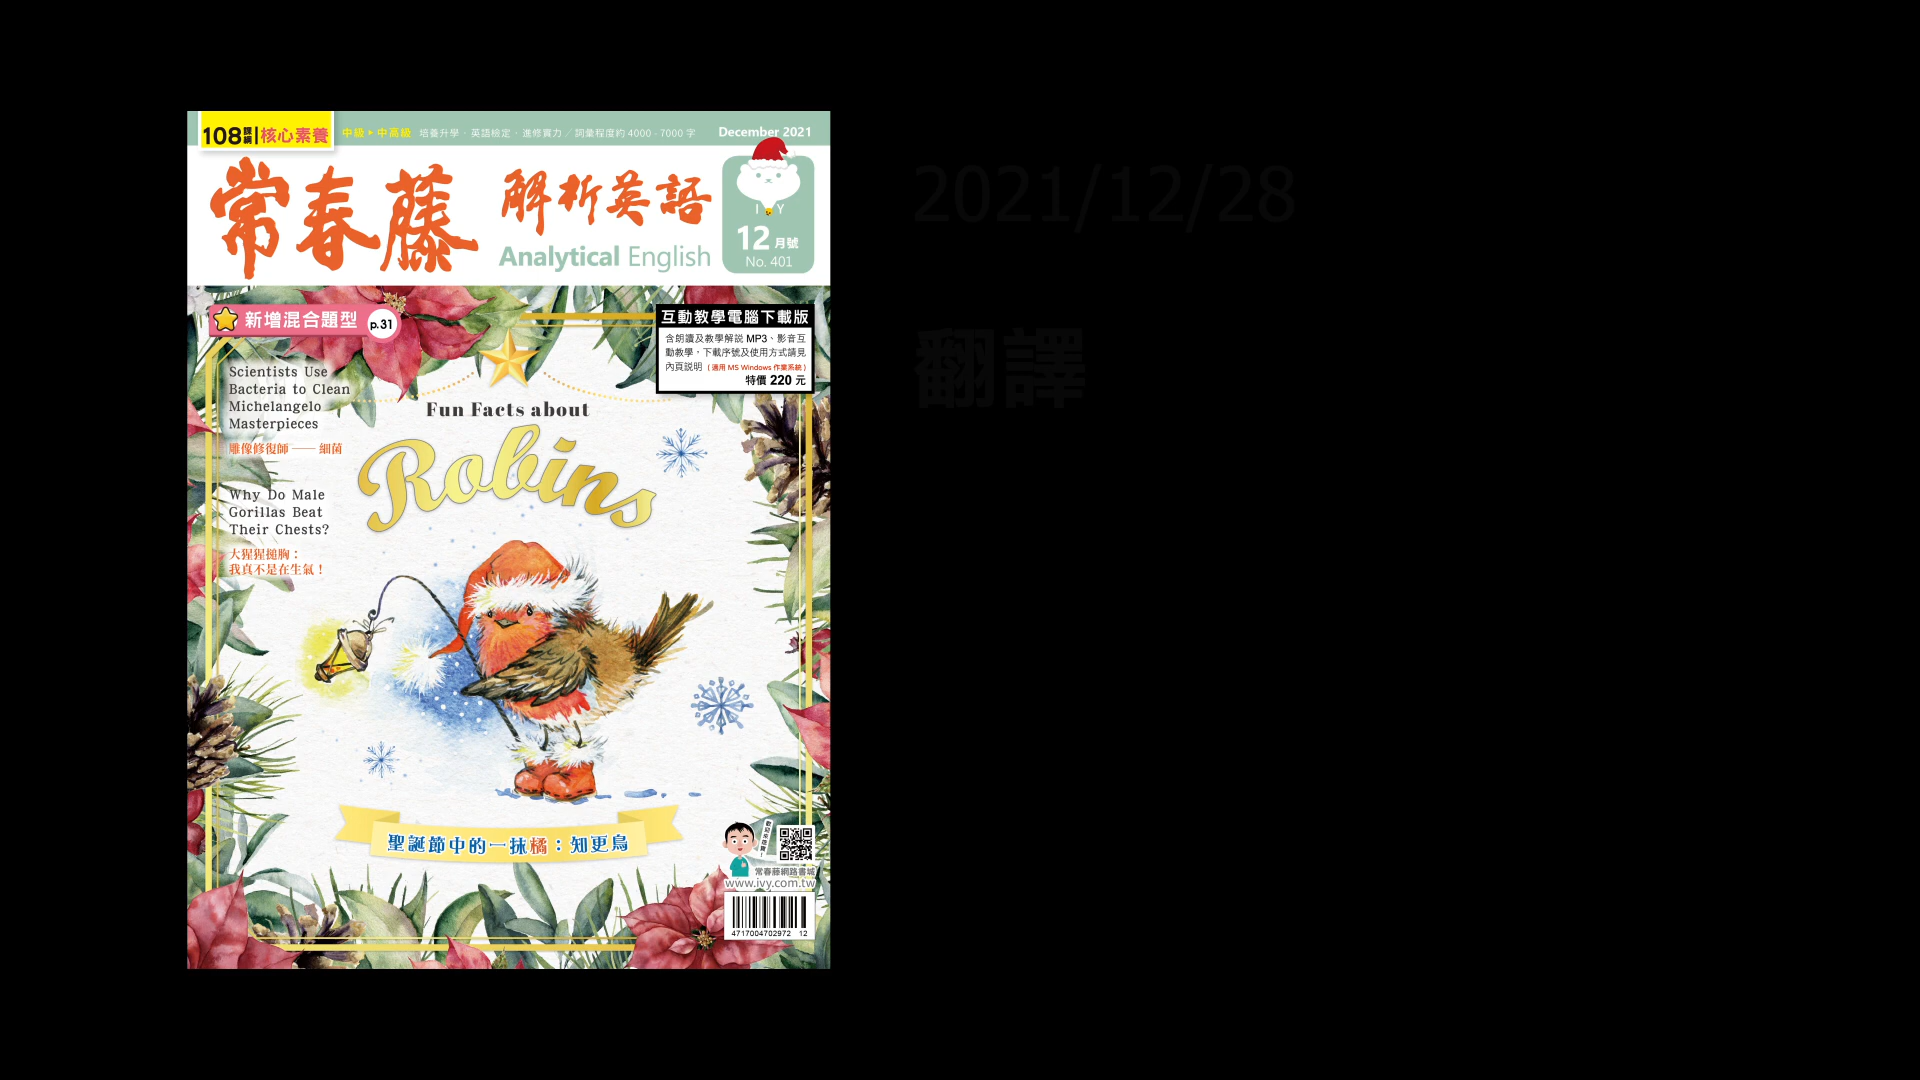 108課綱 核心素養
中級▸中高級 培養升學、英語檢定、進修實力／詞彙程度約 4000 - 7000 字
December 2021
常春藤 解析英語
Analytical English
IVY
12月號
No. 401
新增混合題型 p.31
互動教學電腦下載版
含朗讀及教學解說 MP3、影音互
動教學，下載序號及使用方式請見
內頁説明 ( 適用 MS Windows 作業系統 )
特價 220 元
Scientists Use
Bacteria to Clean
Michelangelo
Masterpieces
雕像修復師 —— 細菌
Why Do Male
Gorillas Beat
Their Chests?
大猩猩搥胸：
我真不是在生氣！
Fun Facts about
Robins
聖誕節中的一抹橘：知更鳥
常春藤網路書城
www.ivy.com.tw
4717004702972 12
2021/12/28
翻譯